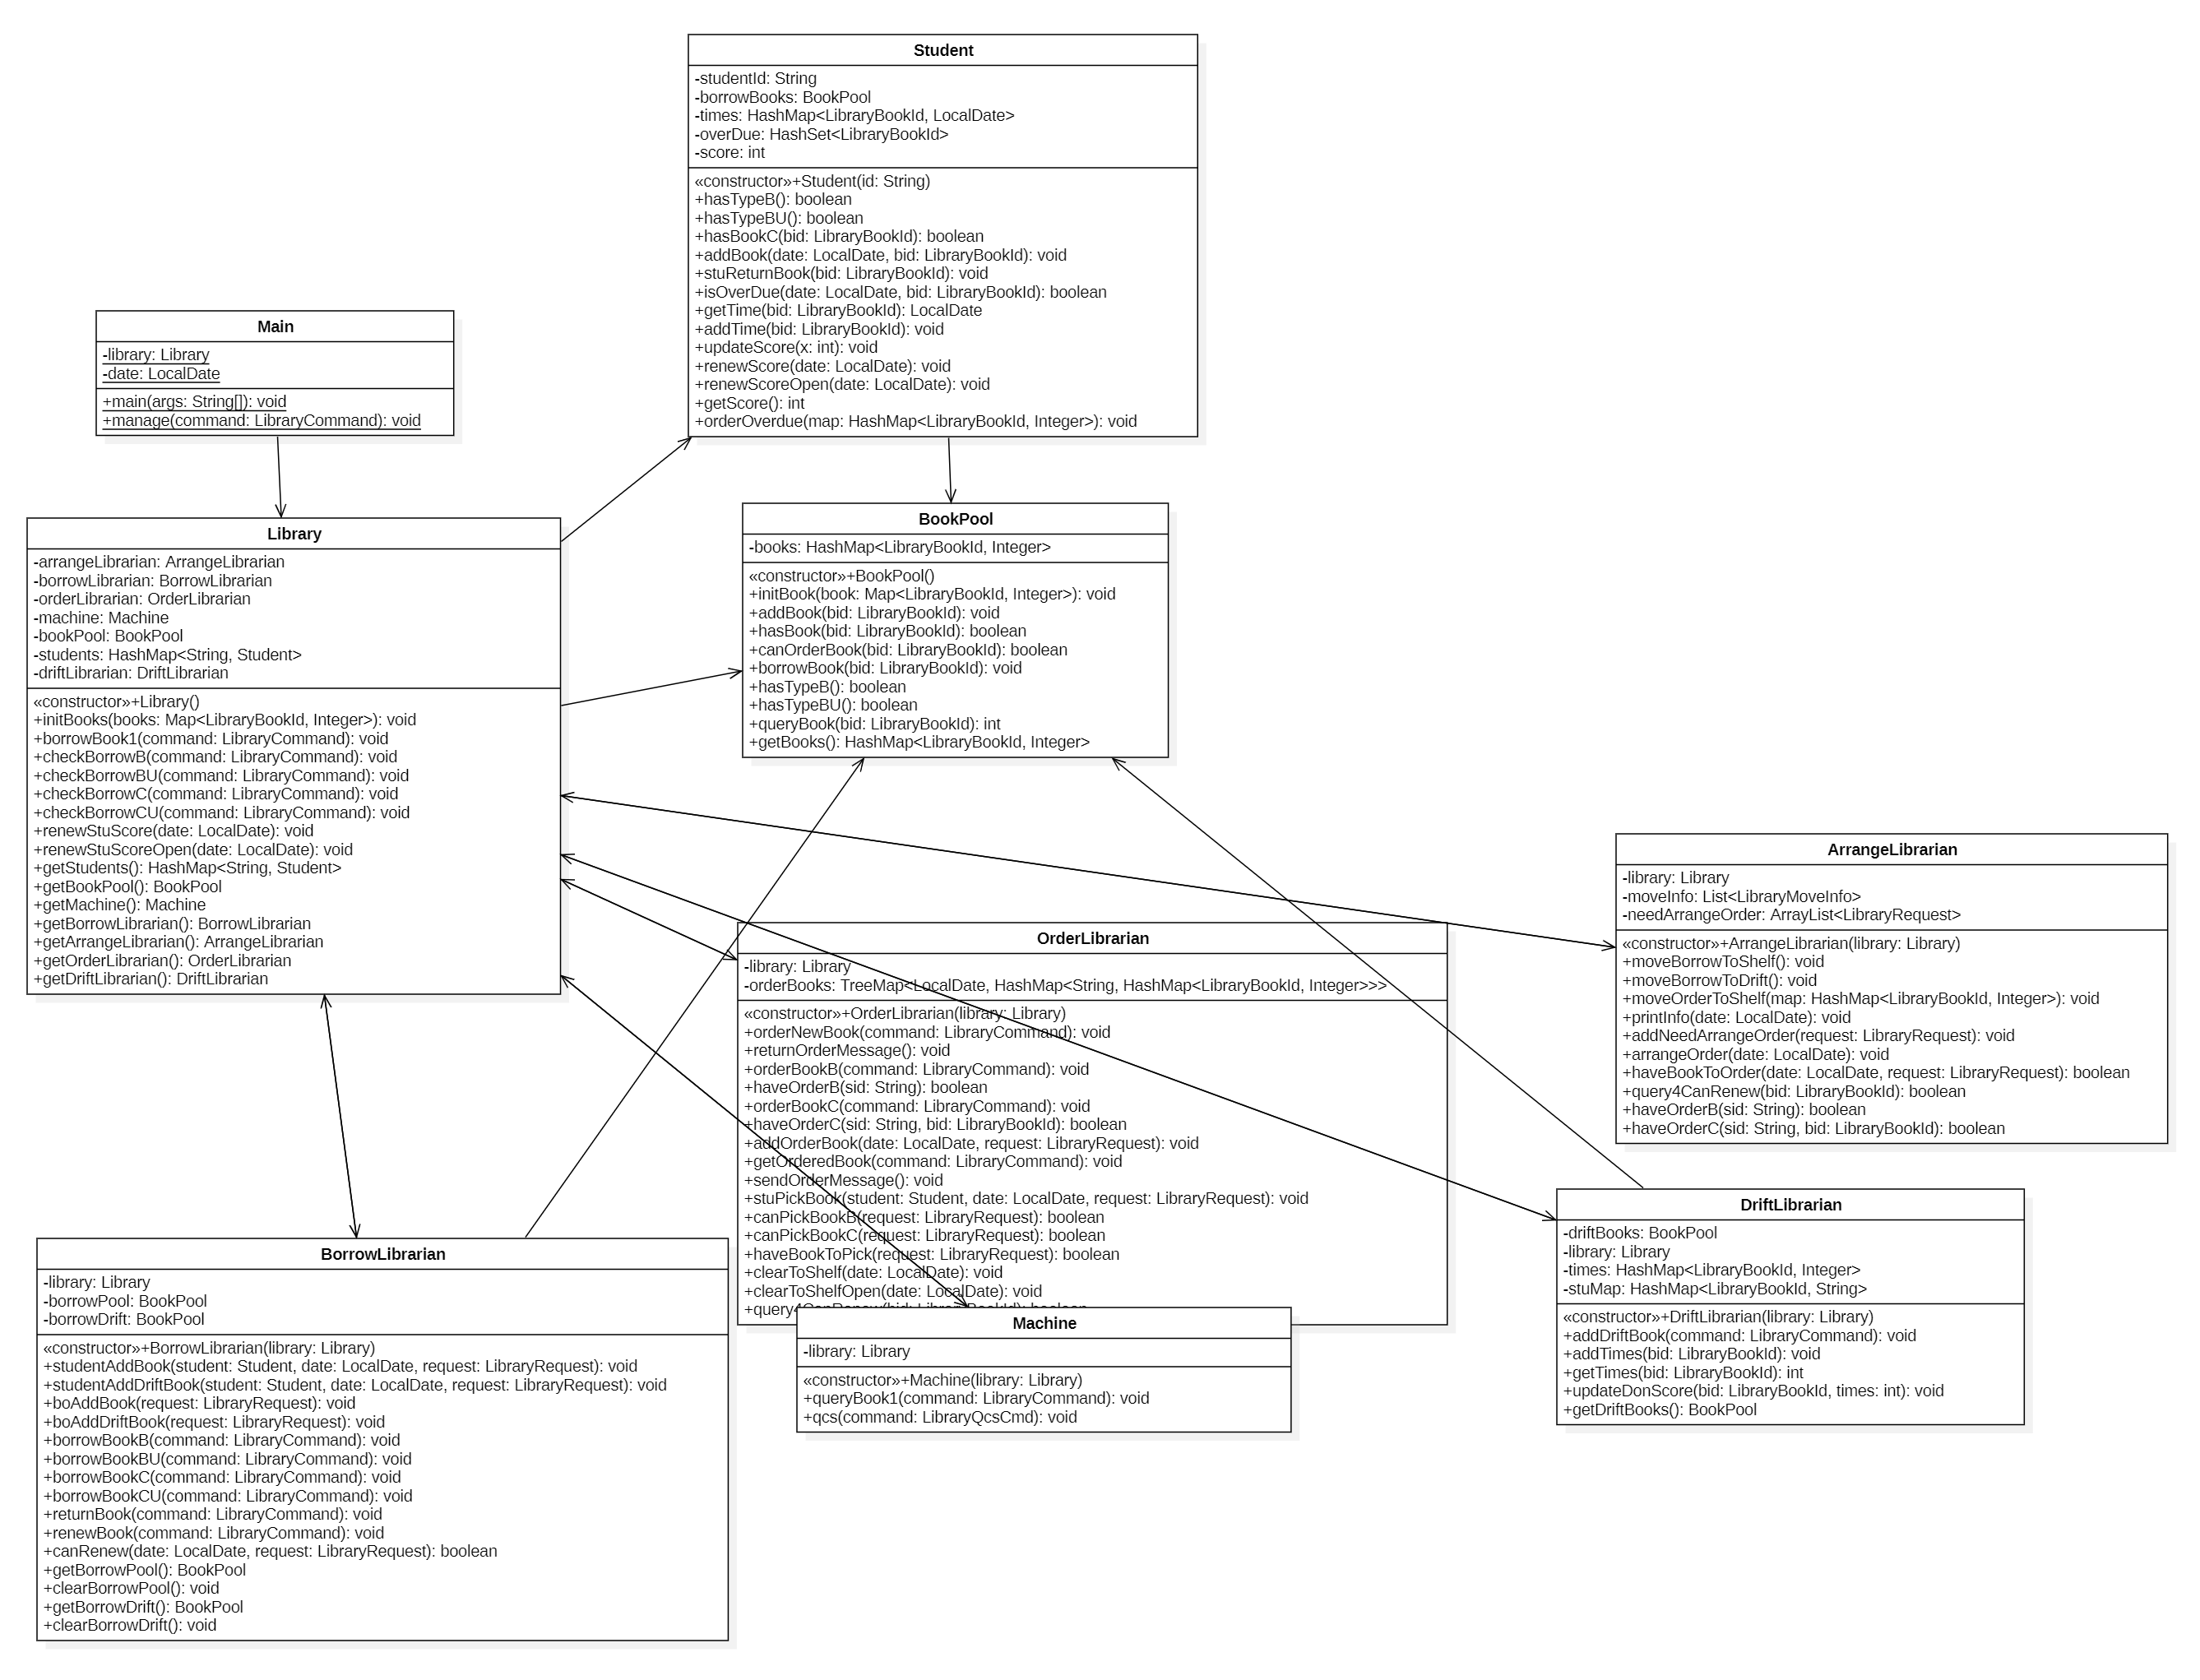 Student
-studentId: String
-borrowBooks: BookPool
-times: HashMap<LibraryBookId, LocalDate>
-overDue: HashSet<LibraryBookId>
-score: int
«constructor»+Student(id: String)
+hasTypeB(): boolean
+hasTypeBU(): boolean
+hasBookC(bid: LibraryBookId): boolean
+addBook(date: LocalDate, bid: LibraryBookId): void
+stuReturnBook(bid: LibraryBookId): void
+isOverDue(date: LocalDate, bid: LibraryBookId): boolean
+getTime(bid: LibraryBookId): LocalDate
+addTime(bid: LibraryBookId): void
+updateScore(x: int): void
+renewScore(date: LocalDate): void
+renewScoreOpen(date: LocalDate): void
+getScore(): int
+orderOverdue(map: HashMap<LibraryBookId, Integer>): void
Main
-library: Library
-date: LocalDate
+main(args: String[]): void
+manage(command: LibraryCommand): void
Library
-arrangeLibrarian: ArrangeLibrarian
-borrowLibrarian: BorrowLibrarian
-orderLibrarian: OrderLibrarian
-machine: Machine
-bookPool: BookPool
-students: HashMap<String, Student>
-driftLibrarian: DriftLibrarian
«constructor»+Library()
+initBooks(books: Map<LibraryBookId, Integer>): void
+borrowBook1(command: LibraryCommand): void
+checkBorrowB(command: LibraryCommand): void
+checkBorrowBU(command: LibraryCommand): void
+checkBorrowC(command: LibraryCommand): void
+checkBorrowCU(command: LibraryCommand): void
+renewStuScore(date: LocalDate): void
+renewStuScoreOpen(date: LocalDate): void
+getStudents(): HashMap<String, Student>
+getBookPool(): BookPool
+getMachine(): Machine
+getBorrowLibrarian(): BorrowLibrarian
+getArrangeLibrarian(): ArrangeLibrarian
+getOrderLibrarian(): OrderLibrarian
+getDriftLibrarian(): DriftLibrarian
BookPool
-books: HashMap<LibraryBookId, Integer>
«constructor»+BookPool()
+initBook(book: Map<LibraryBookId, Integer>): void
+addBook(bid: LibraryBookId): void
+hasBook(bid: LibraryBookId): boolean
+canOrderBook(bid: LibraryBookId): boolean
+borrowBook(bid: LibraryBookId): void
+hasTypeB(): boolean
+hasTypeBU(): boolean
+queryBook(bid: LibraryBookId): int
+getBooks(): HashMap<LibraryBookId, Integer>
ArrangeLibrarian
-library: Library
-moveInfo: List<LibraryMoveInfo>
-needArrangeOrder: ArrayList<LibraryRequest>
«constructor»+ArrangeLibrarian(library: Library)
+moveBorrowToShelf(): void
+moveBorrowToDrift(): void
+moveOrderToShelf(map: HashMap<LibraryBookId, Integer>): void
+printInfo(date: LocalDate): void
+addNeedArrangeOrder(request: LibraryRequest): void
+arrangeOrder(date: LocalDate): void
+haveBookToOrder(date: LocalDate, request: LibraryRequest): boolean
+query4CanRenew(bid: LibraryBookId): boolean
+haveOrderB(sid: String): boolean
+haveOrderC(sid: String, bid: LibraryBookId): boolean
OrderLibrarian
-library: Library
-orderBooks: TreeMap<LocalDate, HashMap<String, HashMap<LibraryBookId, Integer>>>
«constructor»+OrderLibrarian(library: Library)
+orderNewBook(command: LibraryCommand): void
+returnOrderMessage(): void
+orderBookB(command: LibraryCommand): void
+haveOrderB(sid: String): boolean
+orderBookC(command: LibraryCommand): void
+haveOrderC(sid: String, bid: LibraryBookId): boolean
+addOrderBook(date: LocalDate, request: LibraryRequest): void
+getOrderedBook(command: LibraryCommand): void
+sendOrderMessage(): void
+stuPickBook(student: Student, date: LocalDate, request: LibraryRequest): void
+canPickBookB(request: LibraryRequest): boolean
+canPickBookC(request: LibraryRequest): boolean
+haveBookToPick(request: LibraryRequest): boolean
+clearToShelf(date: LocalDate): void
+clearToShelfOpen(date: LocalDate): void
+query4CanRenew(bid: LibraryBookId): boolean
DriftLibrarian
-driftBooks: BookPool
-library: Library
-times: HashMap<LibraryBookId, Integer>
-stuMap: HashMap<LibraryBookId, String>
«constructor»+DriftLibrarian(library: Library)
+addDriftBook(command: LibraryCommand): void
+addTimes(bid: LibraryBookId): void
+getTimes(bid: LibraryBookId): int
+updateDonScore(bid: LibraryBookId, times: int): void
+getDriftBooks(): BookPool
BorrowLibrarian
-library: Library
-borrowPool: BookPool
-borrowDrift: BookPool
«constructor»+BorrowLibrarian(library: Library)
+studentAddBook(student: Student, date: LocalDate, request: LibraryRequest): void
+studentAddDriftBook(student: Student, date: LocalDate, request: LibraryRequest): void
+boAddBook(request: LibraryRequest): void
+boAddDriftBook(request: LibraryRequest): void
+borrowBookB(command: LibraryCommand): void
+borrowBookBU(command: LibraryCommand): void
+borrowBookC(command: LibraryCommand): void
+borrowBookCU(command: LibraryCommand): void
+returnBook(command: LibraryCommand): void
+renewBook(command: LibraryCommand): void
+canRenew(date: LocalDate, request: LibraryRequest): boolean
+getBorrowPool(): BookPool
+clearBorrowPool(): void
+getBorrowDrift(): BookPool
+clearBorrowDrift(): void
Machine
-library: Library
«constructor»+Machine(library: Library)
+queryBook1(command: LibraryCommand): void
+qcs(command: LibraryQcsCmd): void